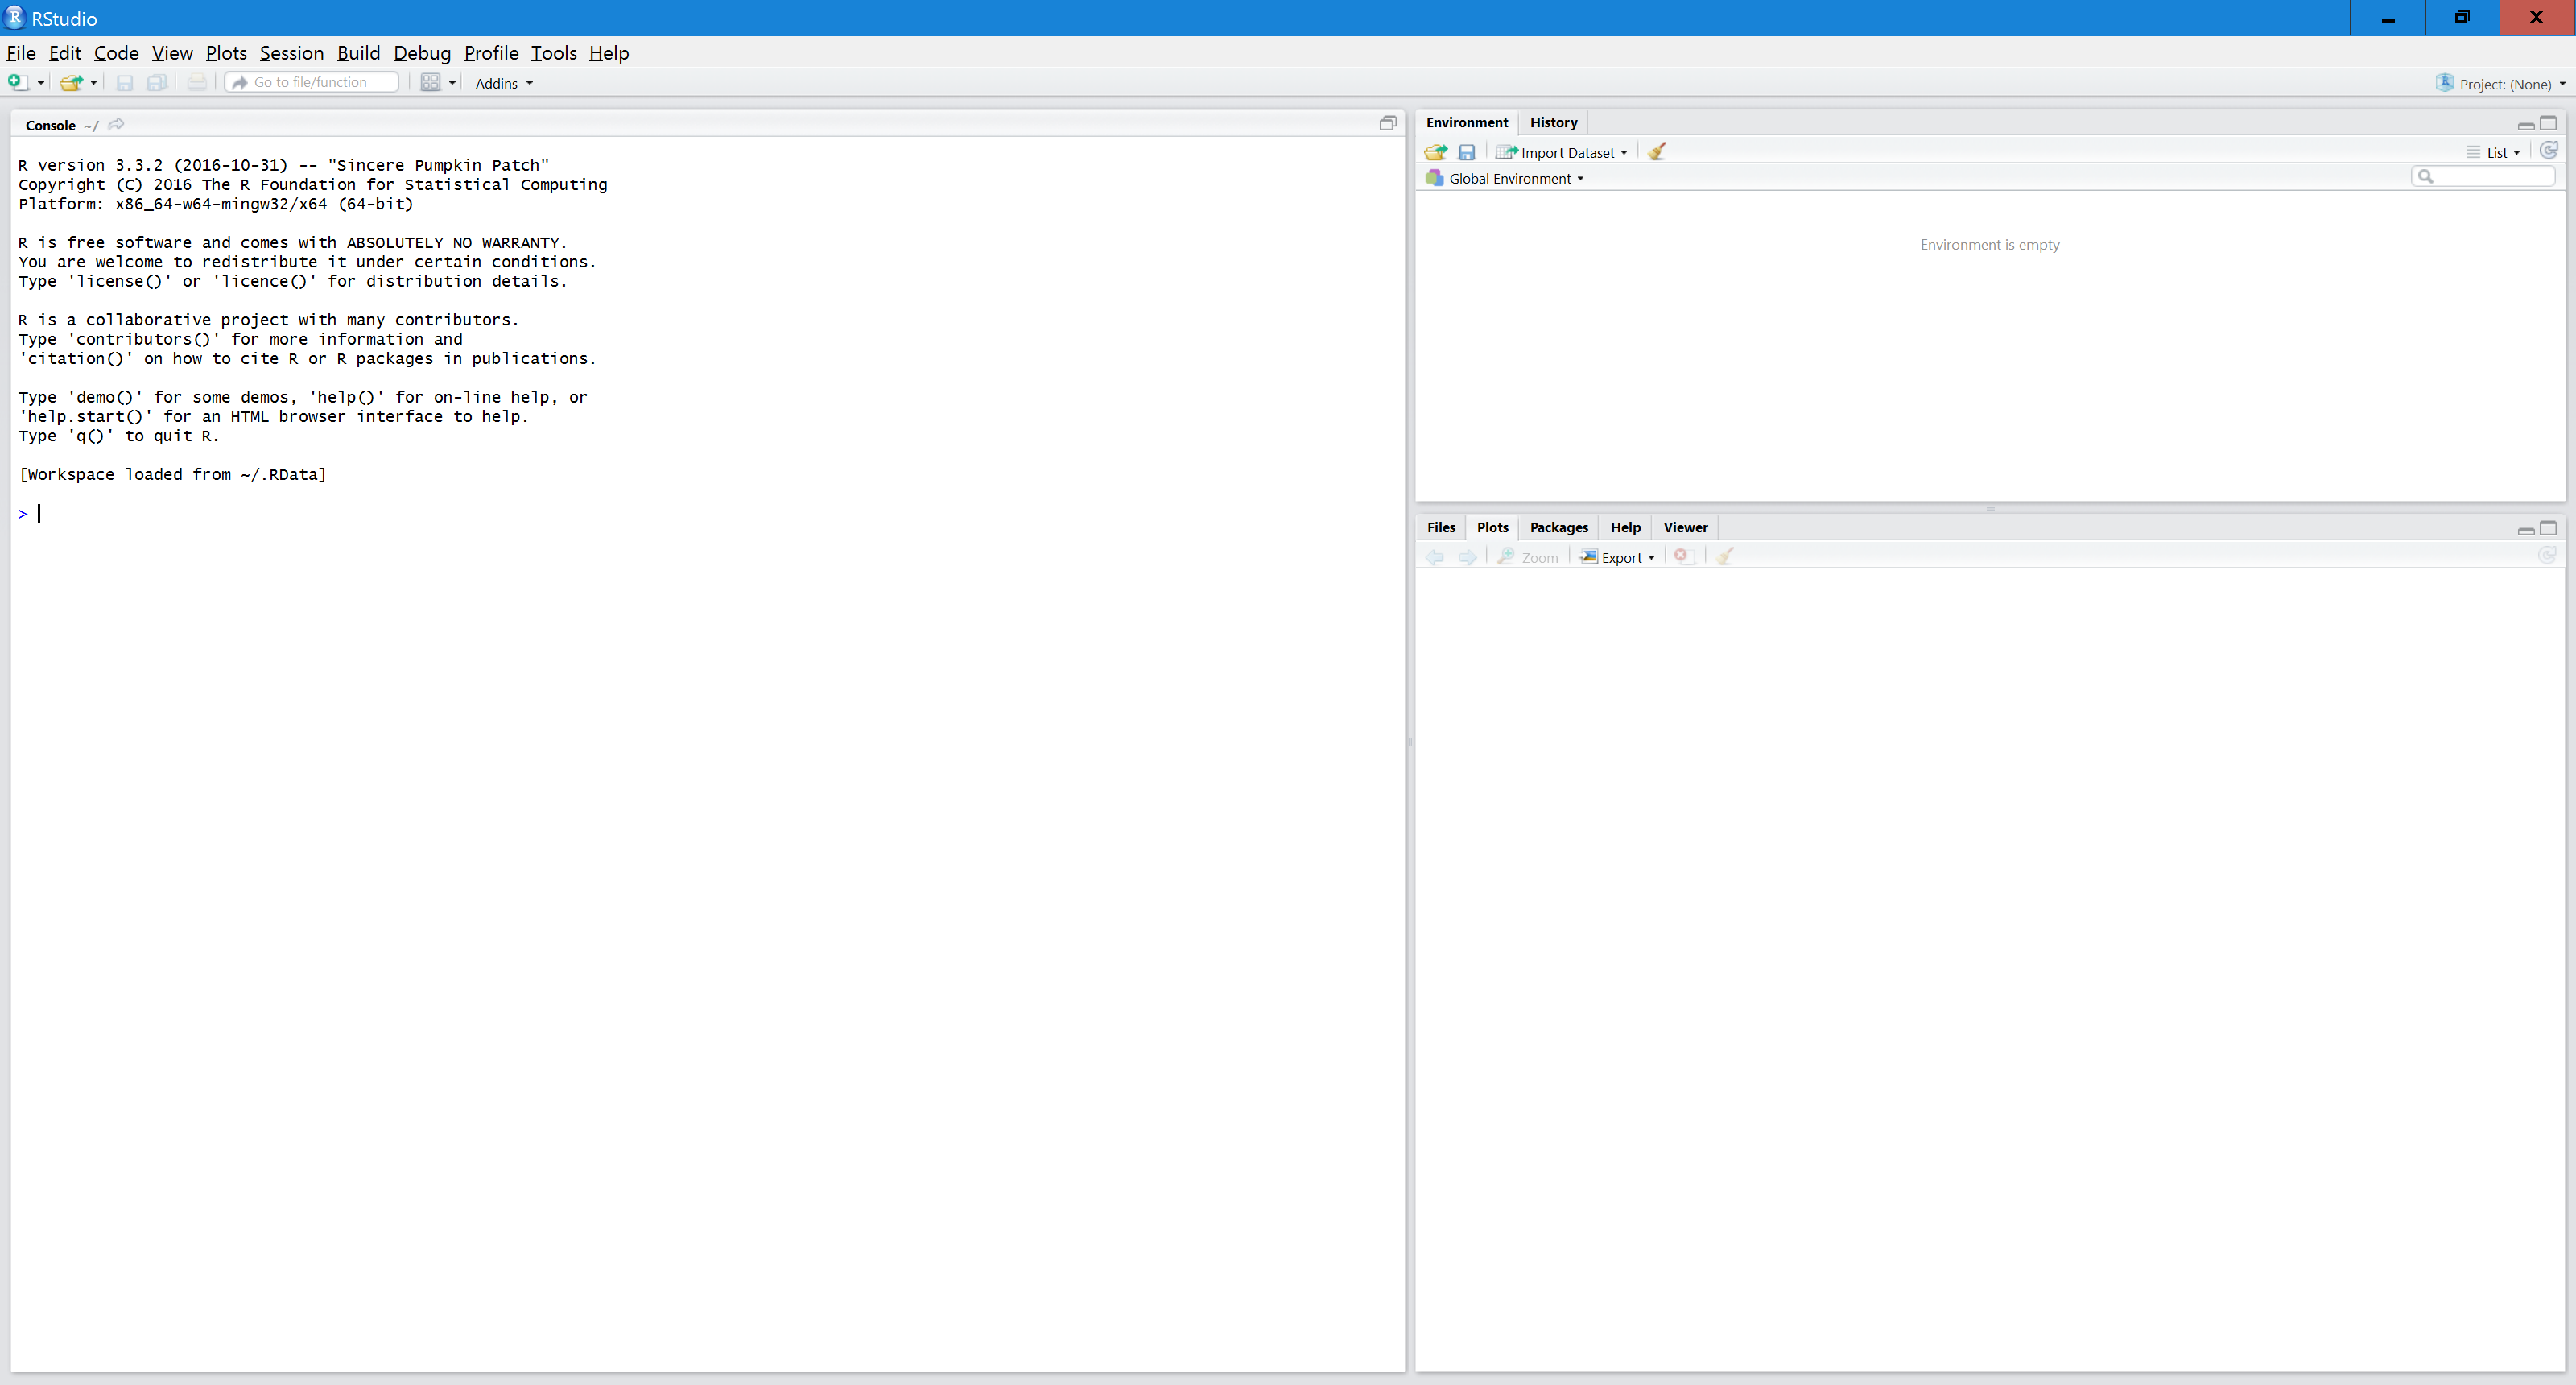 RStudio
File Edit Code View Plots Session Build Debug Profile Tools Help
Go to file/function Addins Project: (None)
Console ~/
R version 3.3.2 (2016-10-31) -- "Sincere Pumpkin Patch"
Copyright (C) 2016 The R Foundation for Statistical Computing
Platform: x86_64-w64-mingw32/x64 (64-bit)
R is free software and comes with ABSOLUTELY NO WARRANTY.
You are welcome to redistribute it under certain conditions.
Type 'license()' or 'licence()' for distribution details.
R is a collaborative project with many contributors.
Type 'contributors()' for more information and
'citation()' on how to cite R or R packages in publications.
Type 'demo()' for some demos, 'help()' for on-line help, or
'help.start()' for an HTML browser interface to help.
Type 'q()' to quit R.
[Workspace loaded from ~/.RData]
>
Environment History
Import Dataset List
Global Environment
Environment is empty
Files Plots Packages Help Viewer
Zoom Export